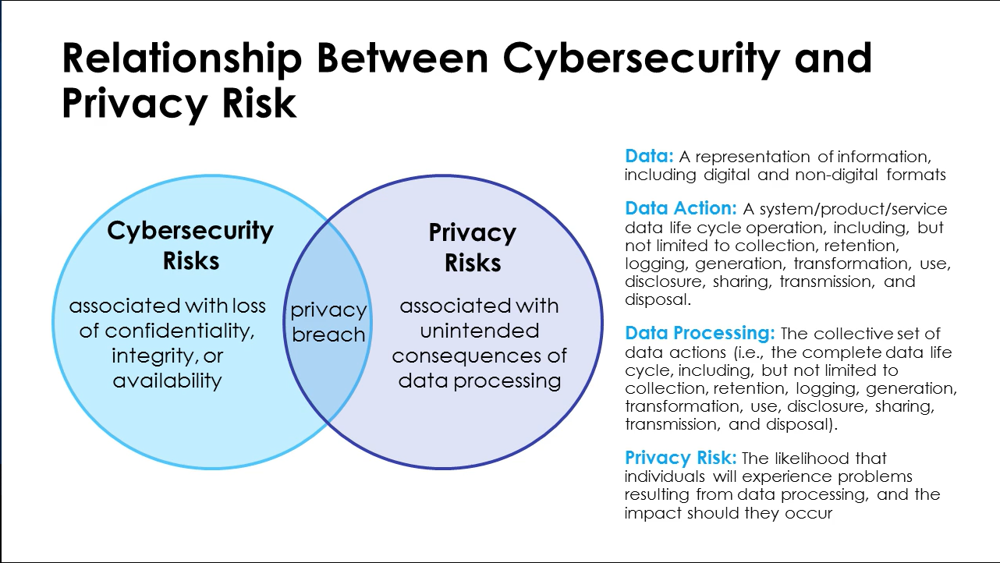 Relationship Between Cybersecurity and
Privacy Risk
Cybersecurity
Risks
associated with loss
of confidentiality,
integrity, or
availability
privacy
breach
Privacy
Risks
associated with
unintended
consequences of
data processing
Data: A representation of information,
including digital and non-digital formats
Data Action: A system/product/service
data life cycle operation, including, but
not limited to collection, retention,
logging, generation, transformation, use,
disclosure, sharing, transmission, and
disposal.
Data Processing: The collective set of
data actions (i.e., the complete data life
cycle, including, but not limited to
collection, retention, logging, generation,
transformation, use, disclosure, sharing,
transmission, and disposal).
Privacy Risk: The likelihood that
individuals will experience problems
resulting from data processing, and the
impact should they occur